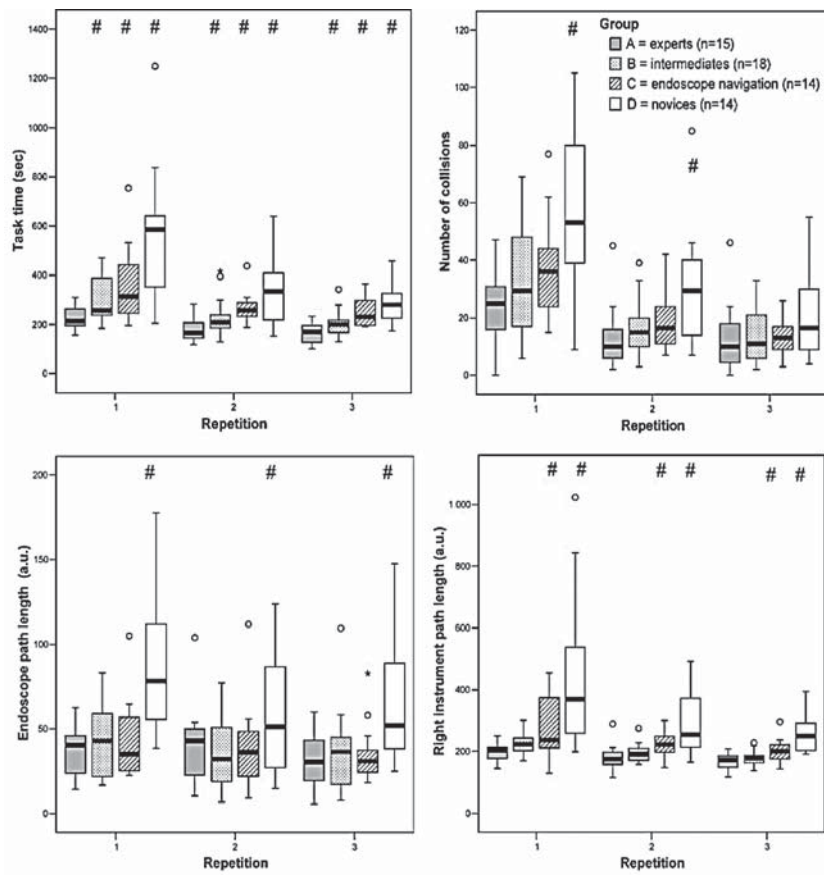 # # # # # # # # #
1400
1200
1000
800
600
400
200
0
Task time (sec)
1 2 3
Repetition
#
Group
A = experts (n=15)
B = intermediates (n=18)
C = endoscope navigation (n=14)
D = novices (n=14)
#
120
100
80
60
40
20
0
Number of collisions
1 2 3
Repetition
# # #
200
150
100
50
0
Endoscope path length (a.u.)
1 2 3
Repetition
# # # # # #
1 000
800
600
400
200
0
Right Instrument path length (a.u.)
1 2 3
Repetition